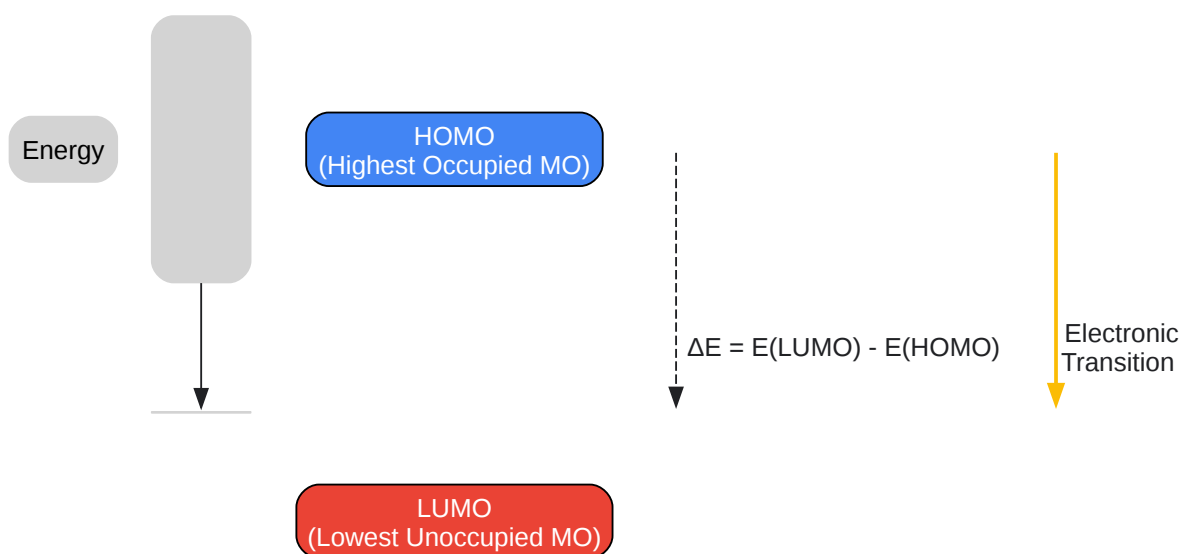 Energy
HOMO
(Highest Occupied MO)
ΔE = E(LUMO) - E(HOMO)
Electronic
Transition
LUMO
(Lowest Unoccupied MO)